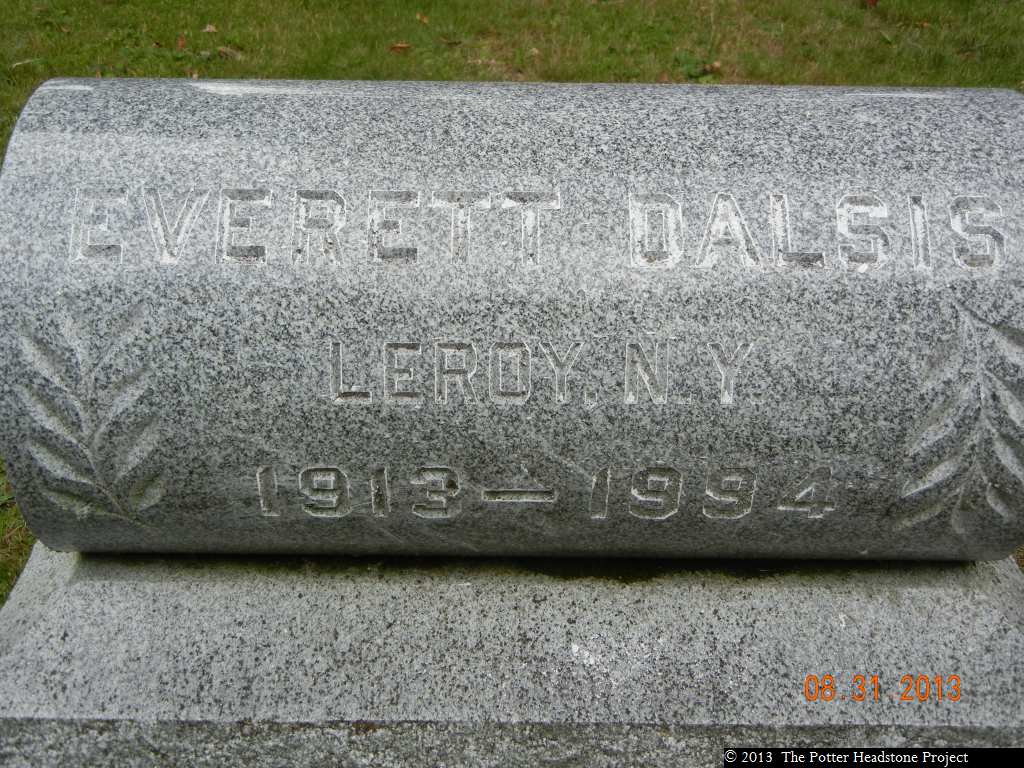 EVERETT DALSIS
LEROY, N.Y.
1913—1994
08.31.2013
© 2013 The Potter Headstone Project